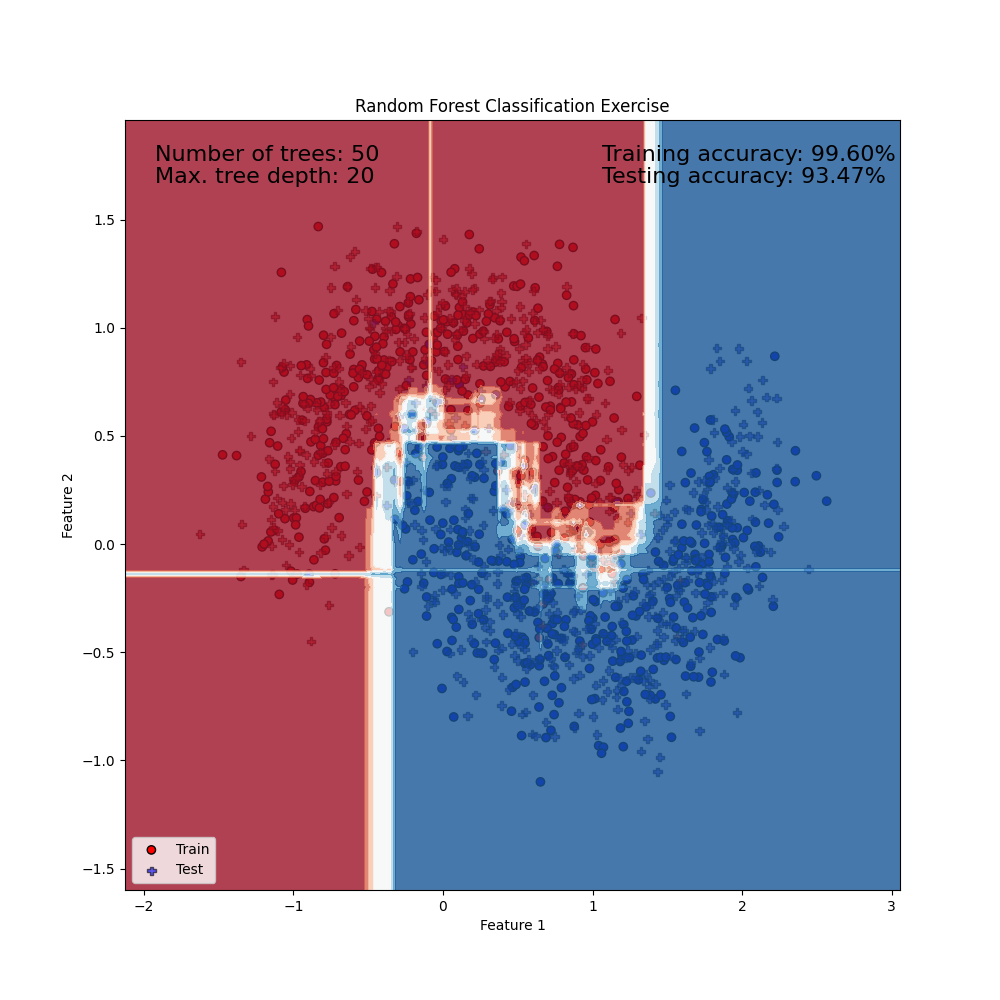 Random Forest Classification Exercise
Number of trees: 50
Max. tree depth: 20
Training accuracy: 99.60%
Testing accuracy: 93.47%
1.5
1.0
0.5
0.0
−0.5
−1.0
−1.5
Feature 2
Train
Test
−2
−1
0
1
2
3
Feature 1